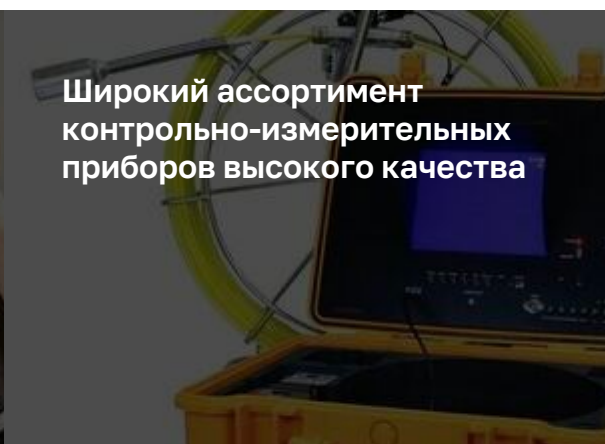 Широкий ассортимент
контрольно-измерительных
приборов высокого качества